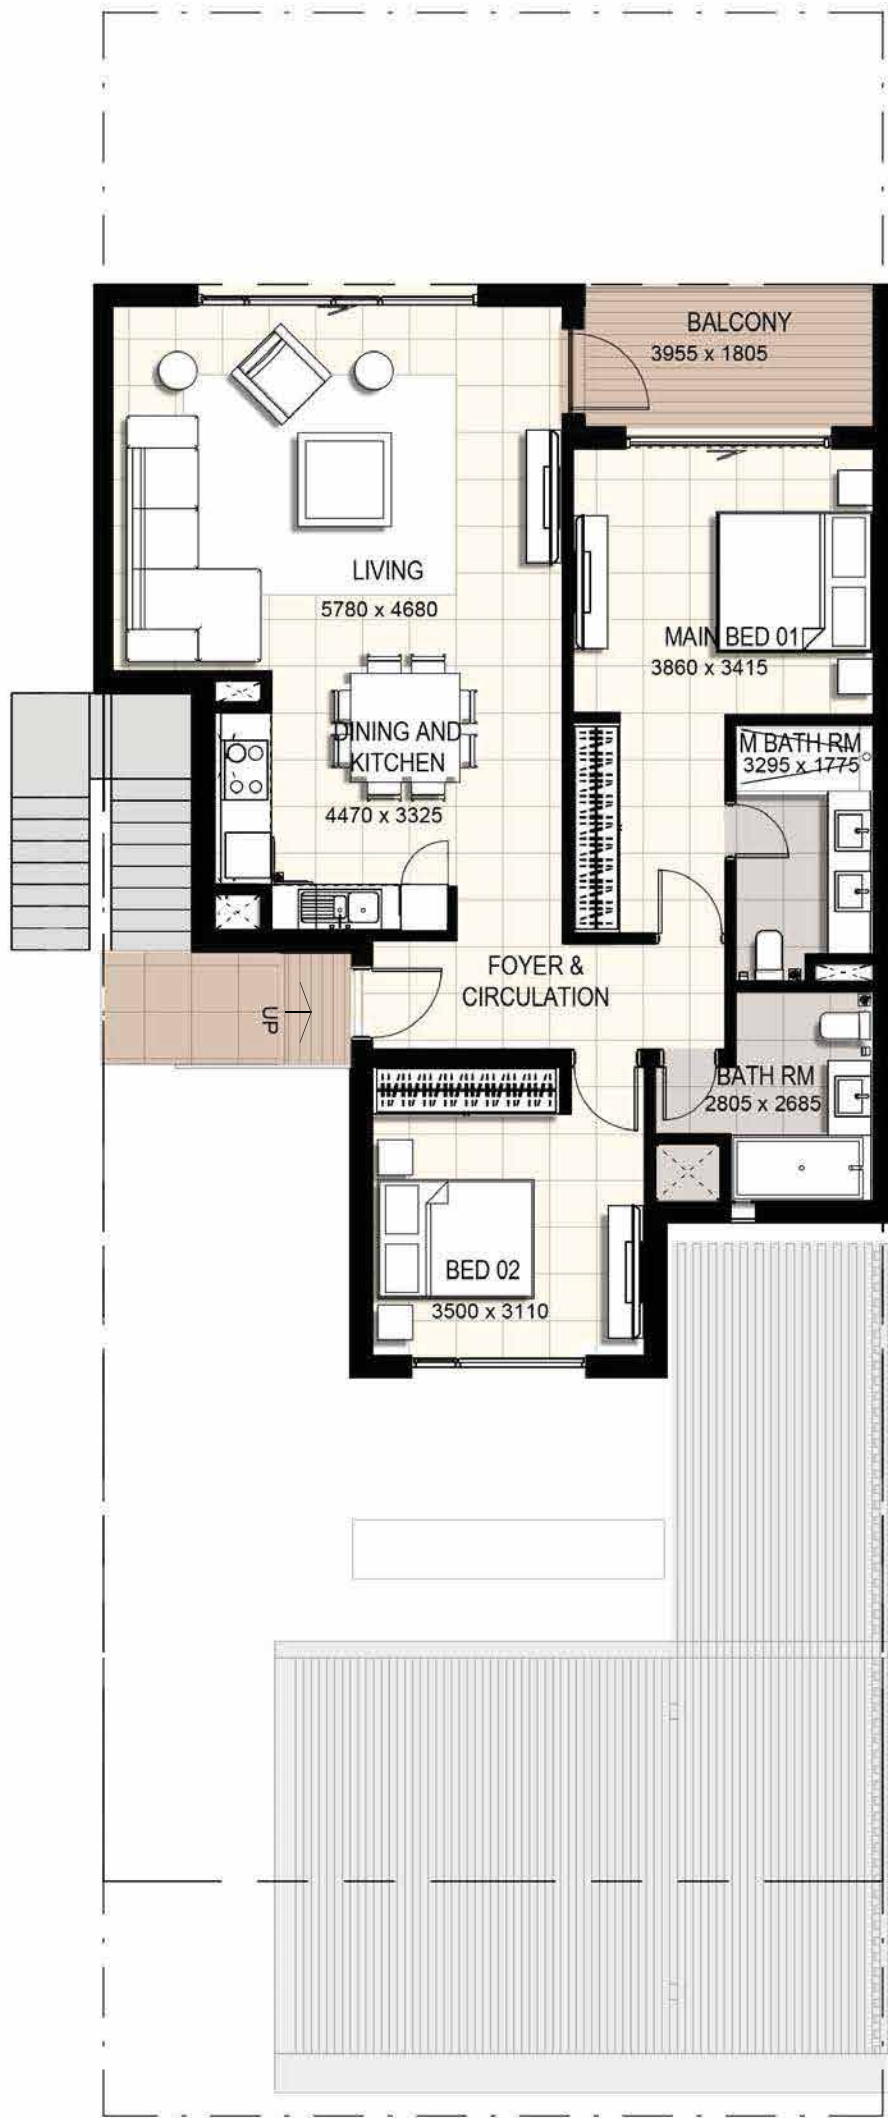 BALCONY
3955 x 1805
LIVING
5780 x 4680
MAIN BED 01
3860 x 3415
DINING AND
KITCHEN
4470 x 3325
M BATH RM
3295 x 1775
FOYER &
CIRCULATION
UP
BATH RM
2805 x 2685
BED 02
3500 x 3110